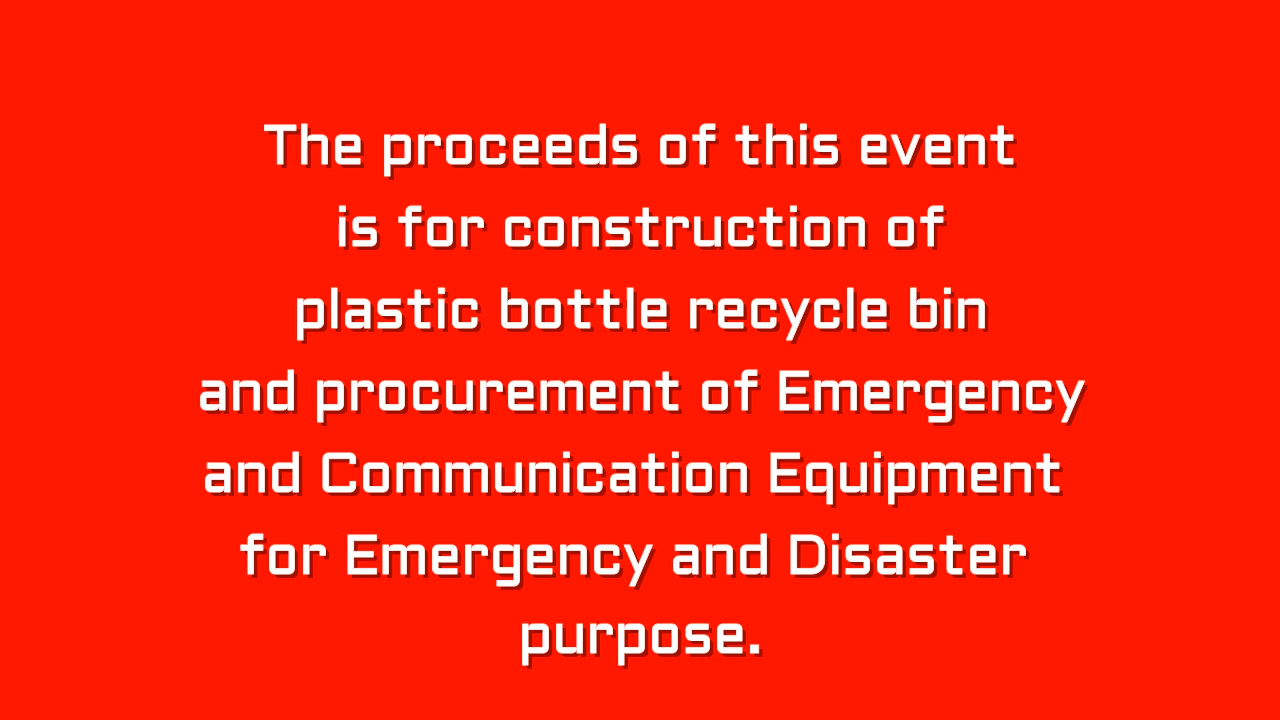 The proceeds of this event
is for construction of
plastic bottle recycle bin
and procurement of Emergency
and Communication Equipment
for Emergency and Disaster
purpose.